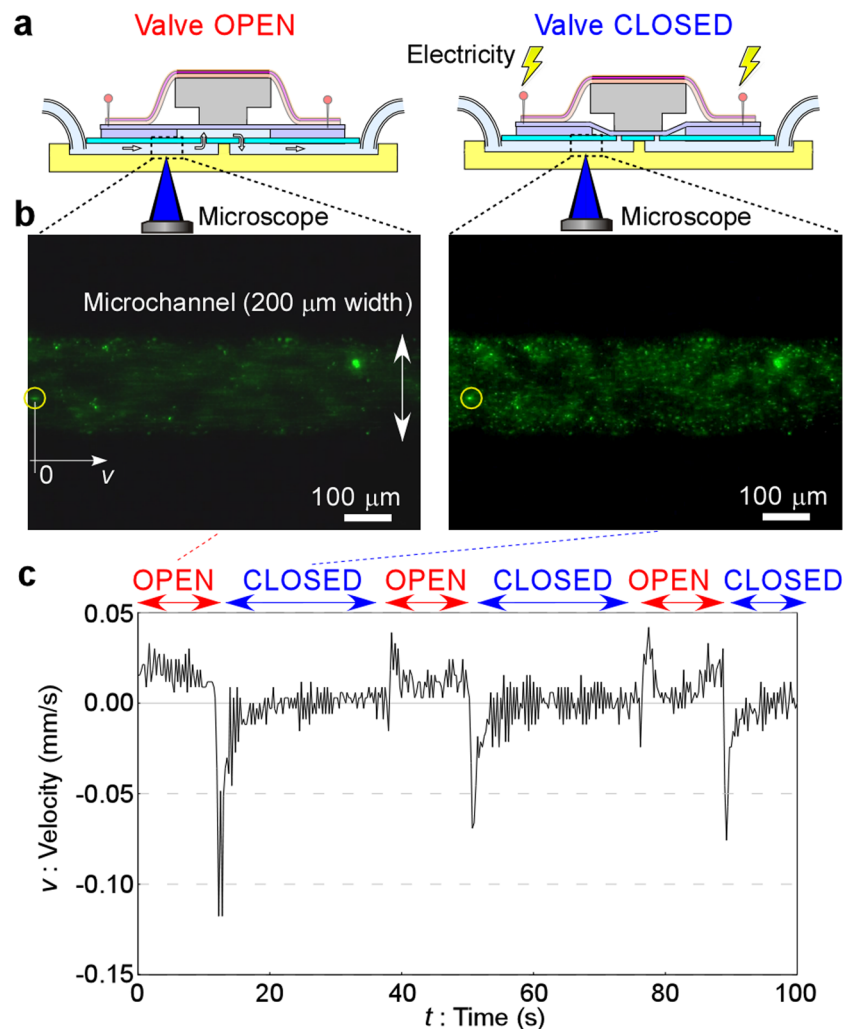 a
Valve OPEN
Valve CLOSED
Electricity
b
Microscope
Microscope
Microchannel (200 μm width)
0
v
100 μm
100 μm
c
OPEN
CLOSED
OPEN
CLOSED
OPEN
CLOSED
0.05
0.00
-0.05
-0.10
-0.15
v : Velocity (mm/s)
0
20
40
60
80
100
t : Time (s)